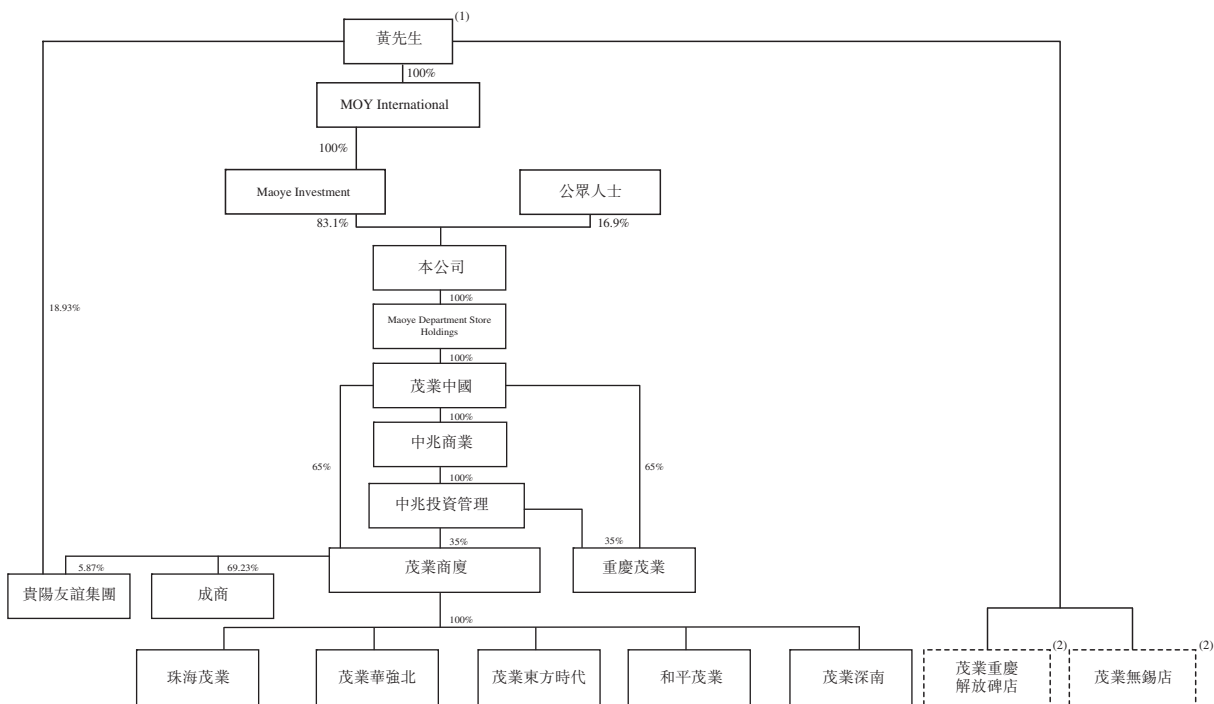 黃先生
(1)
100%
MOY International
100%
Maoye Investment
公眾人士
83.1%
16.9%
本公司
100%
18.93%
Maoye Department Store
Holdings
100%
茂業中國
100%
中兆商業
65%
65%
100%
中兆投資管理
35%
35%
茂業商廈
重慶茂業
5.87%
69.23%
貴陽友誼集團
成商
100%
珠海茂業
茂業華強北
茂業東方時代
和平茂業
茂業深南
茂業重慶
解放碑店
(2)
茂業無錫店
(2)